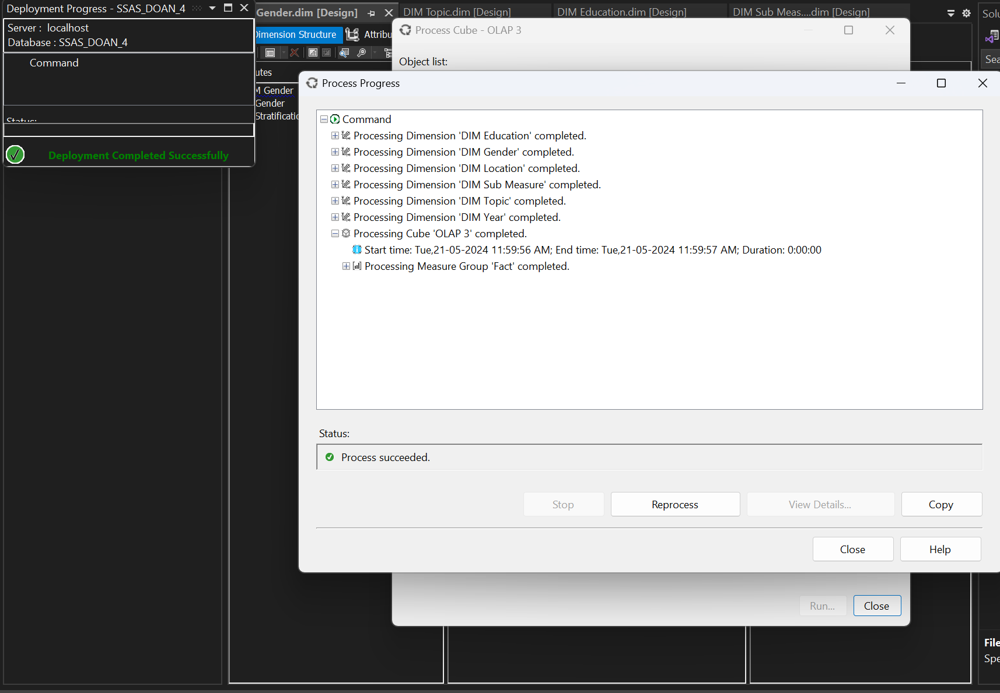 Deployment Progress - SSAS_DOAN_4
Server : localhost
Database : SSAS_DOAN_4
Command
Status:
Deployment Completed Successfully
Gender.dim [Design]
DIM Topic.dim [Design]
DIM Education.dim [Design]
DIM Sub Meas....dim [Design]
Solu
Dimension Structure
Attribu
Sea
utes
M Gender
Gender
Stratificatio
Process Cube - OLAP 3
Object list:
Process Progress
Command
Processing Dimension 'DIM Education' completed.
Processing Dimension 'DIM Gender' completed.
Processing Dimension 'DIM Location' completed.
Processing Dimension 'DIM Sub Measure' completed.
Processing Dimension 'DIM Topic' completed.
Processing Dimension 'DIM Year' completed.
Processing Cube 'OLAP 3' completed.
Start time: Tue,21-05-2024 11:59:56 AM; End time: Tue,21-05-2024 11:59:57 AM; Duration: 0:00:00
Processing Measure Group 'Fact' completed.
Status:
Process succeeded.
Stop
Reprocess
View Details...
Copy
Close
Help
Run...
Close
File
Spe